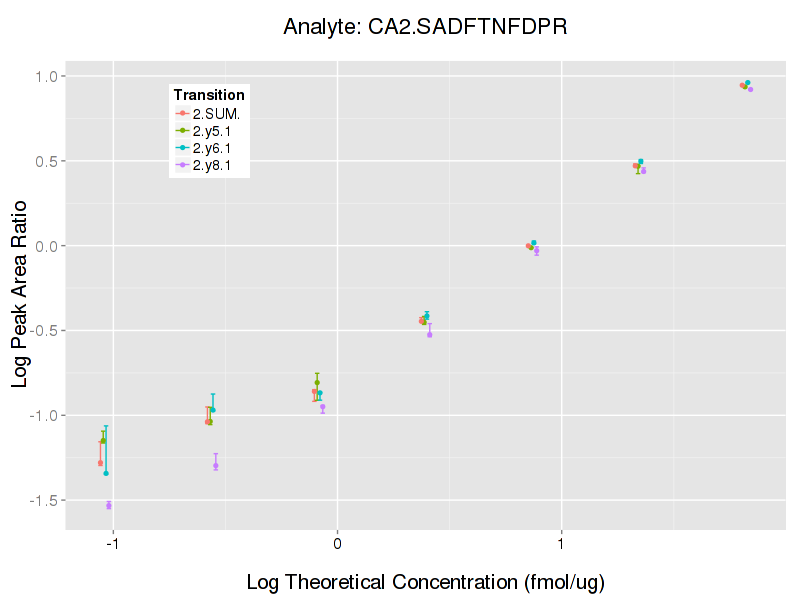 Analyte: CA2.SADFTNFDPR
Transition
2.SUM.
2.y5.1
2.y6.1
2.y8.1
Log Peak Area Ratio
1.0
0.5
0.0
-0.5
-1.0
-1.5
-1
0
1
Log Theoretical Concentration (fmol/ug)